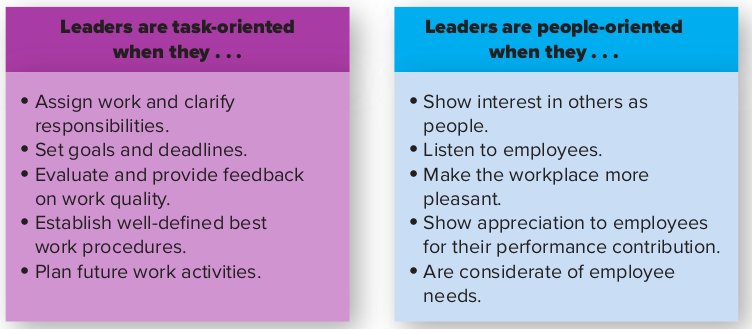 Leaders are task-oriented
when they . . .
• Assign work and clarify
responsibilities.
• Set goals and deadlines.
• Evaluate and provide feedback
on work quality.
• Establish well-defined best
work procedures.
• Plan future work activities.
Leaders are people-oriented
when they . . .
• Show interest in others as
people.
• Listen to employees.
• Make the workplace more
pleasant.
• Show appreciation to employees
for their performance contribution.
• Are considerate of employee
needs.